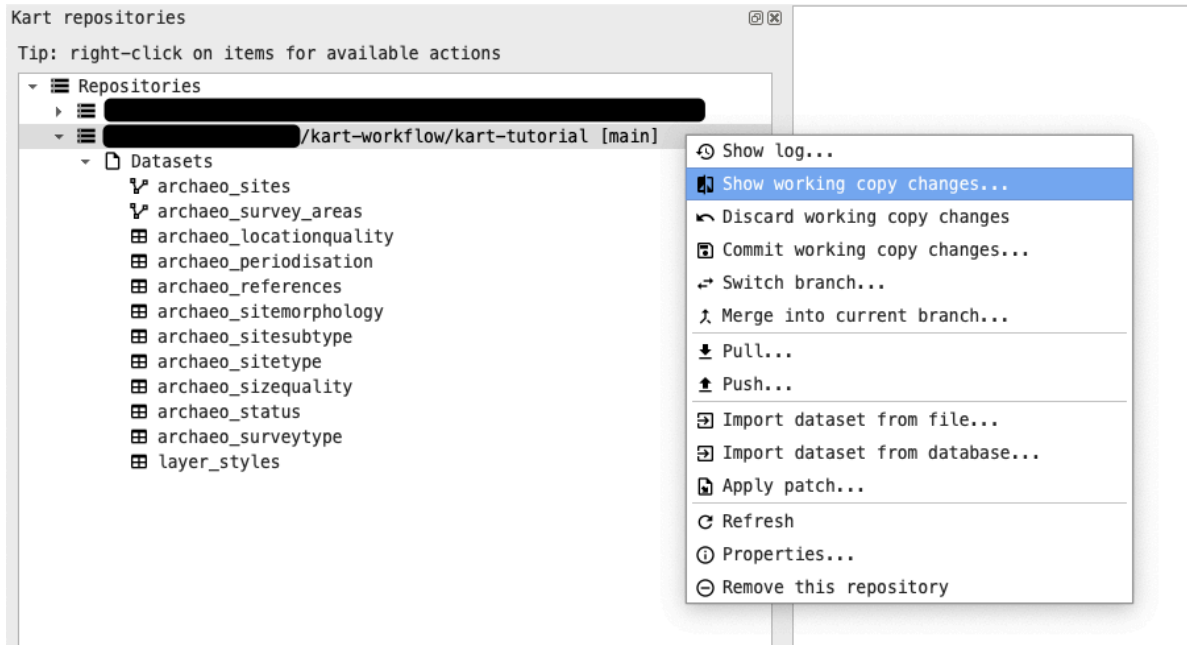 Kart repositories
Tip: right-click on items for available actions
Repositories
/kart-workflow/kart-tutorial [main]
Datasets
archaeo_sites
archaeo_survey_areas
archaeo_locationquality
archaeo_periodisation
archaeo_references
archaeo_sitemorphology
archaeo_sitesubtype
archaeo_sitetype
archaeo_sizequality
archaeo_status
archaeo_surveytype
layer_styles
Show log...
Show working copy changes...
Discard working copy changes
Commit working copy changes...
Switch branch...
Merge into current branch...
Pull...
Push...
Import dataset from file...
Import dataset from database...
Apply patch...
Refresh
Properties...
Remove this repository